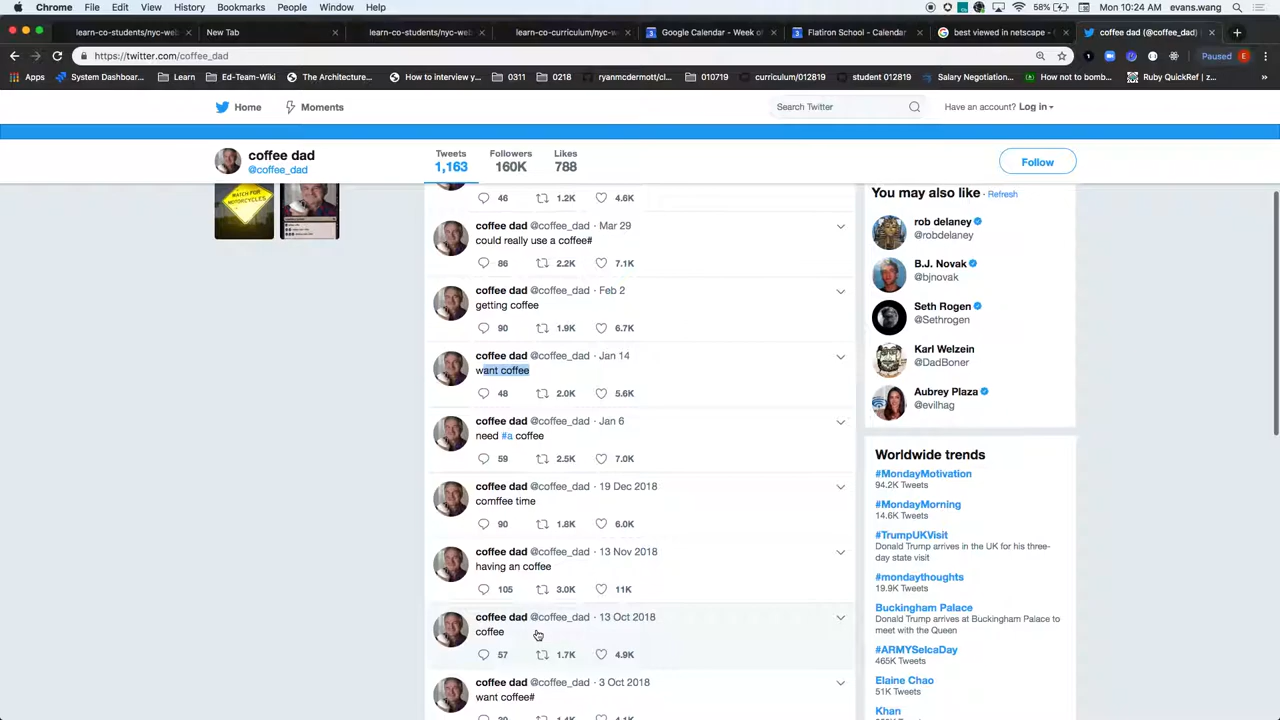 Chrome File Edit View History Bookmarks People Window Help 58% Mon 10:24 AM evans.wang
learn-co-students/nyc-web New Tab learn-co-students/nyc-web learn-co-curriculum/nyc-w Google Calendar - Week o Flatiron School - Calendar best viewed in netscape - coffee dad (@coffee_dad)
https://twitter.com/coffee_dad Paused E
Apps System Dashboar... Learn Ed-Team-Wiki The Architecture... How to interview y... 0311 0218 ryanmcdermott/cl... 010719 curriculum/012819 student 012819 Salary Negotiation... How not to bomb... Ruby QuickRef | z... »
Home Moments Search Twitter Have an account? Log in
coffee dad
@coffee_dad
Tweets Followers Likes
1,163 160K 788
Follow
WATCH FOR
MOTORCYCLES
46 1.2K 4.6K
coffee dad @coffee_dad · Mar 29
could really use a coffee#
86 2.2K 7.1K
coffee dad @coffee_dad · Feb 2
getting coffee
90 1.9K 6.7K
coffee dad @coffee_dad · Jan 14
want coffee
48 2.0K 5.6K
coffee dad @coffee_dad · Jan 6
need #a coffee
59 2.5K 7.0K
coffee dad @coffee_dad · 19 Dec 2018
cornffee time
90 1.8K 6.0K
coffee dad @coffee_dad · 13 Nov 2018
having an coffee
105 3.0K 11K
coffee dad @coffee_dad · 13 Oct 2018
coffee
57 1.7K 4.9K
coffee dad @coffee_dad · 3 Oct 2018
want coffee#
You may also like · Refresh
rob delaney
@robdelaney
B.J. Novak
@bjnovak
Seth Rogen
@Sethrogen
Karl Welzein
@DadBoner
Aubrey Plaza
@evilhag
Worldwide trends
#MondayMotivation
94.2K Tweets
#MondayMorning
14.6K Tweets
#TrumpUKVisit
Donald Trump arrives in the UK for his three-
day state visit
#mondaythoughts
19.9K Tweets
Buckingham Palace
Donald Trump arrives at Buckingham Palace to
meet with the Queen
#ARMYSelcaDay
465K Tweets
Elaine Chao
51K Tweets
Khan